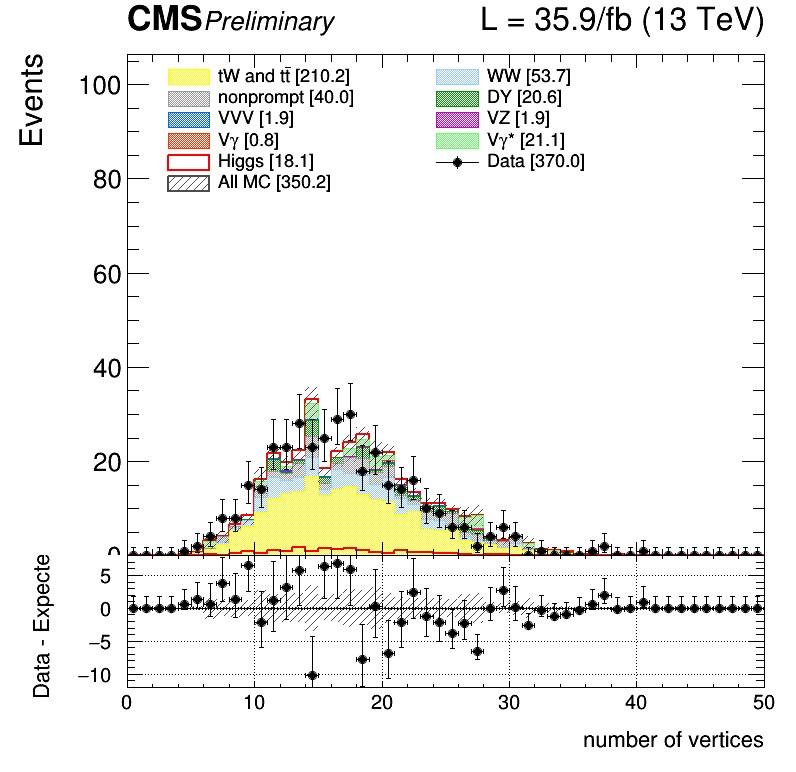 CMS Preliminary L = 35.9/fb (13 TeV)
Events
100
80
60
40
20
0
tW and tt̄ [210.2]
nonprompt [40.0]
VVV [1.9]
Vγ [0.8]
Higgs [18.1]
All MC [350.2]
WW [53.7]
DY [20.6]
VZ [1.9]
Vγ* [21.1]
Data [370.0]
Data - Expecte
5
0
−5
−10
0 10 20 30 40 50
number of vertices